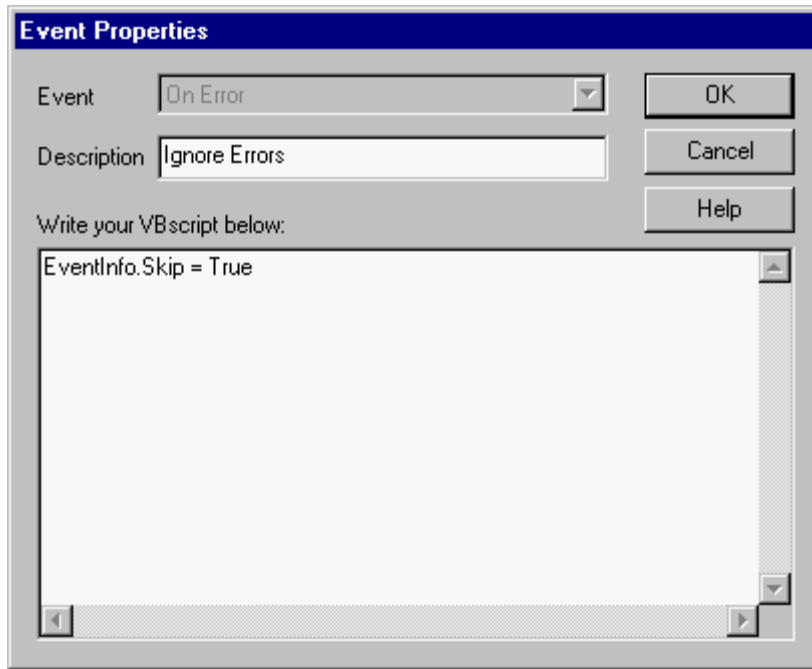 Event Properties
Event On Error OK
Description Ignore Errors Cancel
Help
Write your VBscript below:
EventInfo.Skip = True